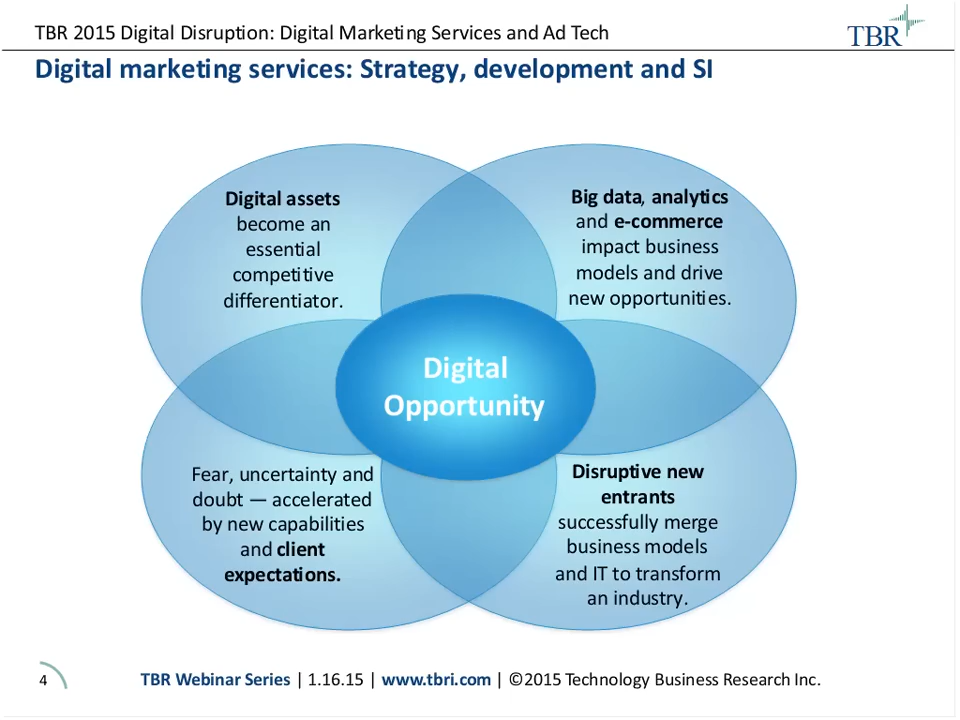 TBR 2015 Digital Disruption: Digital Marketing Services and Ad Tech
TBR
Digital marketing services: Strategy, development and SI
Digital assets
become an
essential
competitive
differentiator.
Big data, analytics
and e-commerce
impact business
models and drive
new opportunities.
Digital
Opportunity
Fear, uncertainty and
doubt — accelerated
by new capabilities
and client
expectations.
Disruptive new
entrants
successfully merge
business models
and IT to transform
an industry.
4
TBR Webinar Series | 1.16.15 | www.tbri.com | ©2015 Technology Business Research Inc.